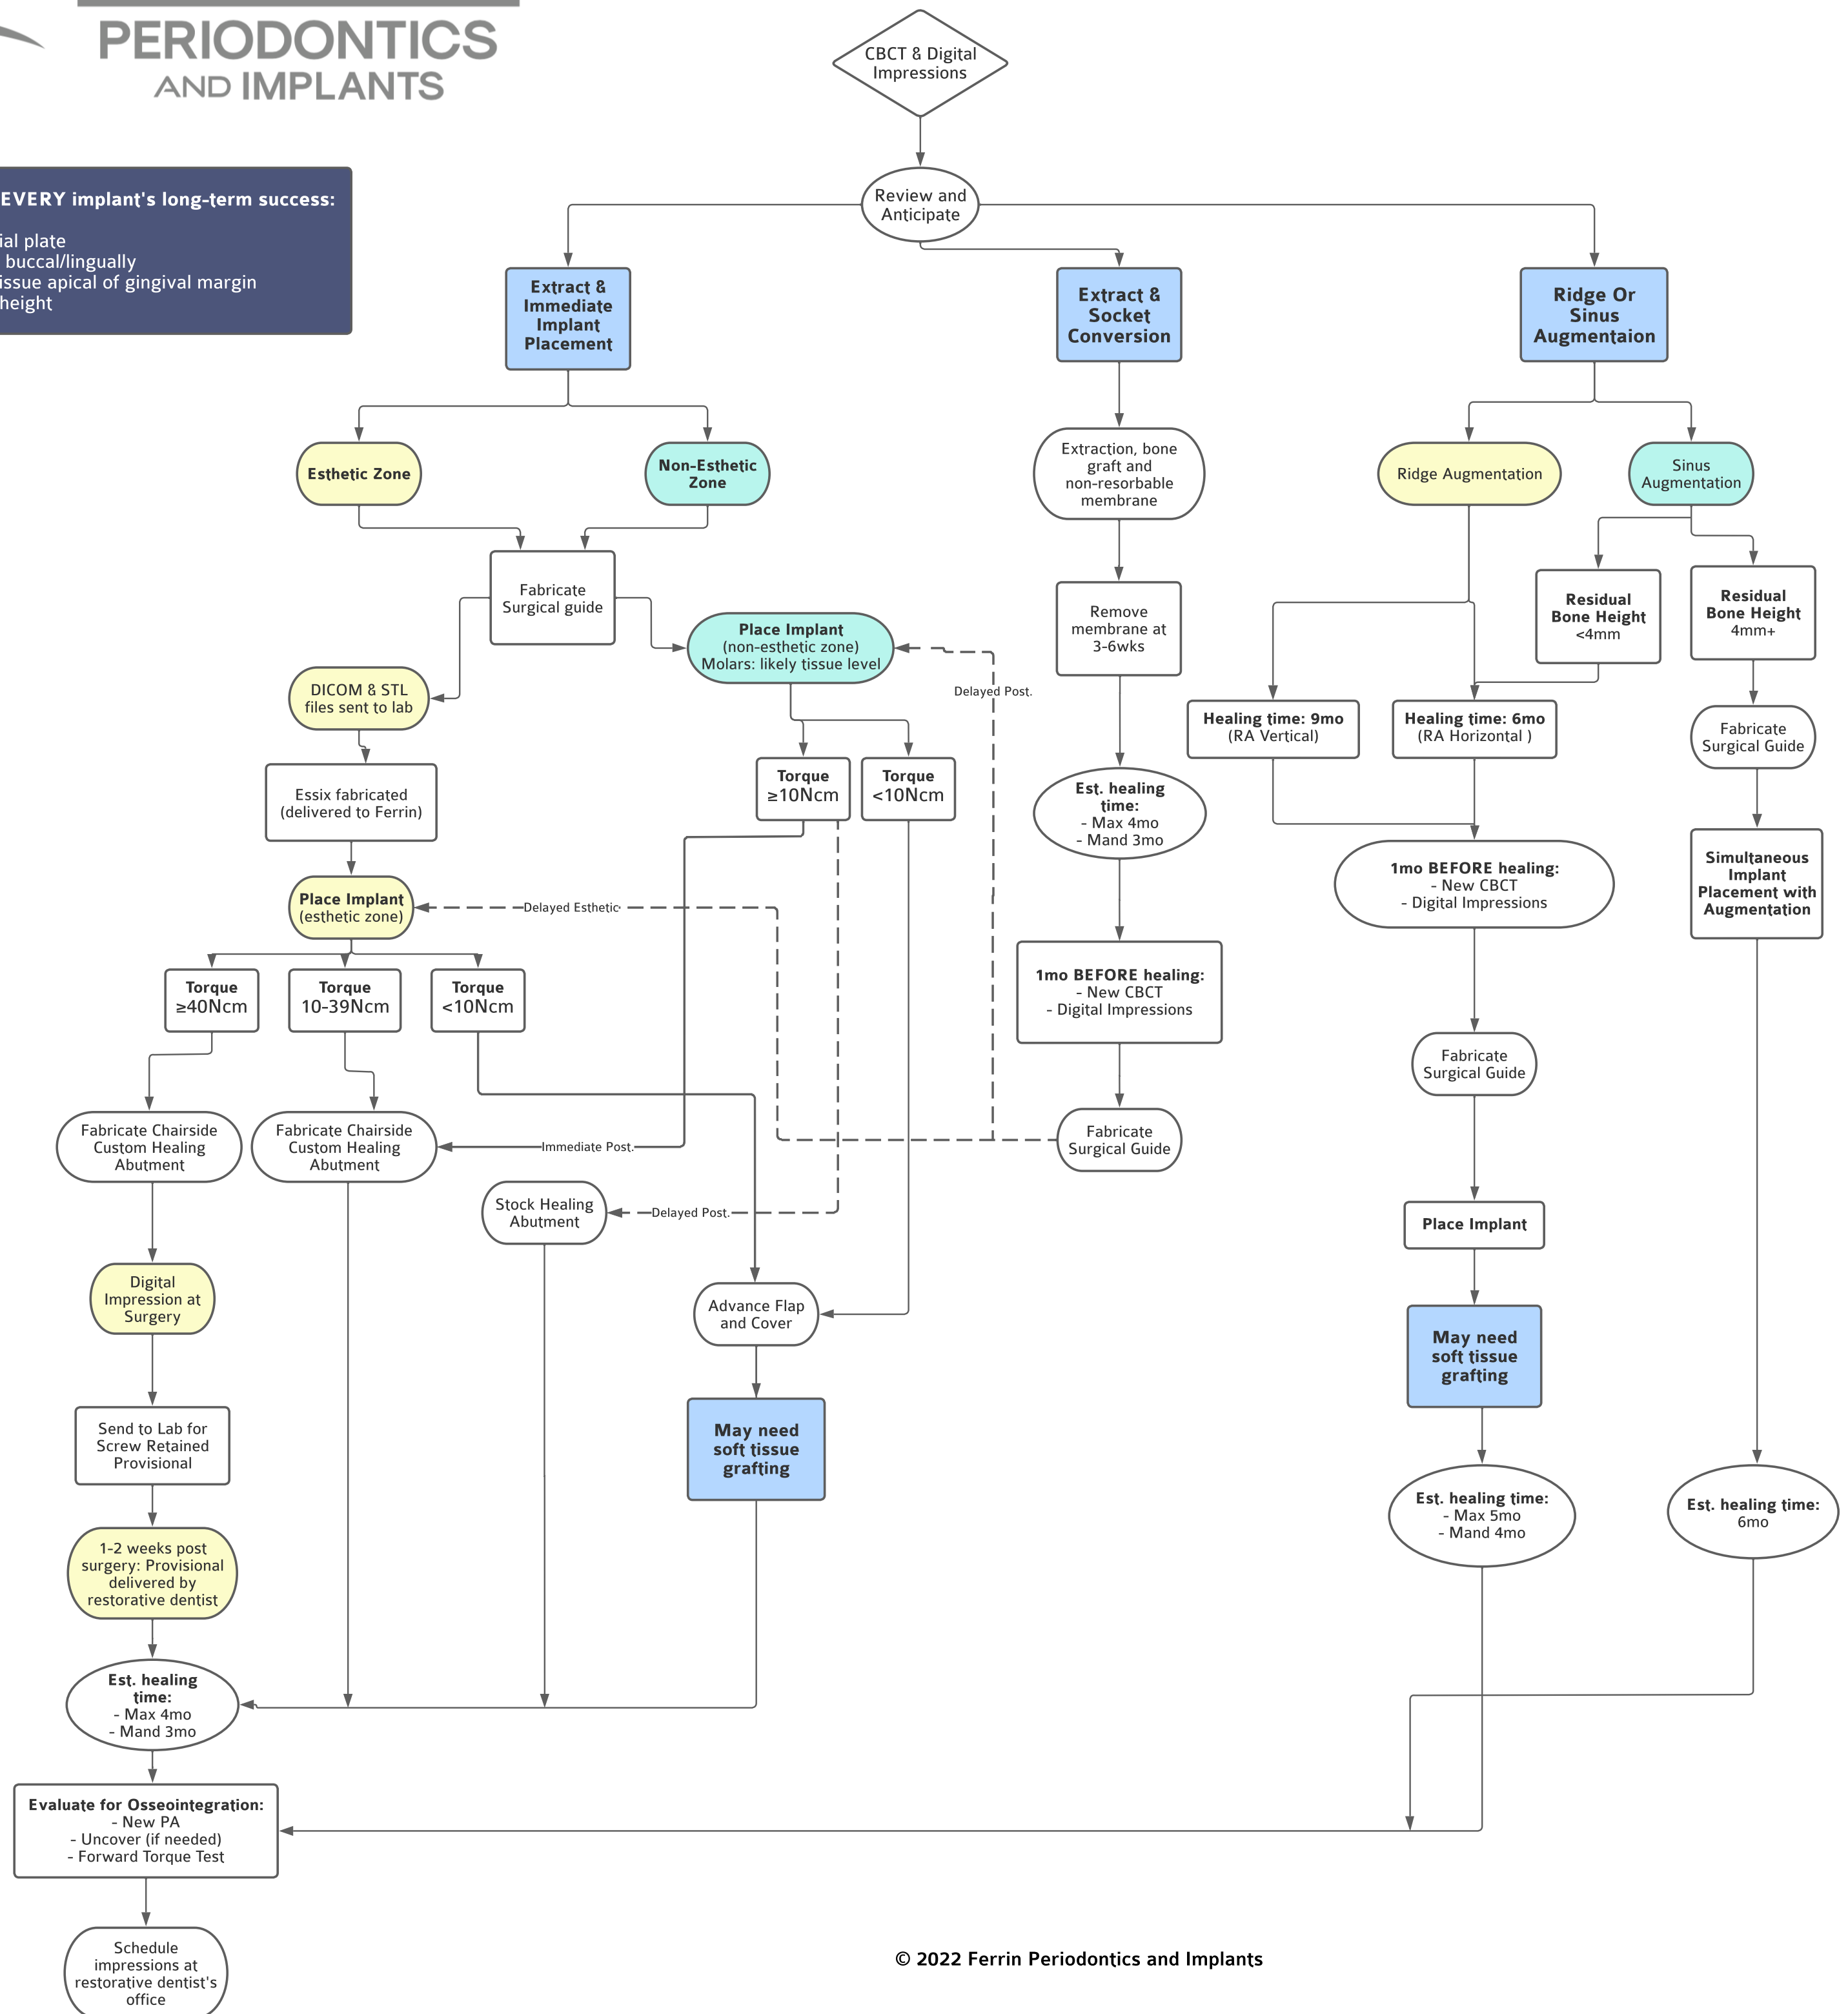 PERIODONTICS
AND IMPLANTS
CBCT & Digital
Impressions
EVERY implant's long-term success:
ial plate
buccal/lingually
issue apical of gingival margin
height
Review and
Anticipate
Extract &
Immediate
Implant
Placement
Extract &
Socket
Conversion
Ridge Or
Sinus
Augmentaion
Esthetic Zone
Non-Esthetic
Zone
Extraction, bone
graft and
non-resorbable
membrane
Ridge Augmentation
Sinus
Augmentation
Fabricate
Surgical guide
Place Implant
(non-esthetic zone)
Molars: likely tissue level
Remove
membrane at
3-6wks
Residual
Bone Height
<4mm
Residual
Bone Height
4mm+
DICOM & STL
files sent to lab
Delayed Post.
Healing time: 9mo
(RA Vertical)
Healing time: 6mo
(RA Horizontal )
Fabricate
Surgical Guide
Essix fabricated
(delivered to Ferrin)
Torque
≥10Ncm
Torque
<10Ncm
Est. healing
time:
- Max 4mo
- Mand 3mo
Simultaneous
Implant
Placement with
Augmentation
Place Implant
(esthetic zone)
Delayed Esthetic
1mo BEFORE healing:
- New CBCT
- Digital Impressions
Torque
≥40Ncm
Torque
10-39Ncm
Torque
<10Ncm
1mo BEFORE healing:
- New CBCT
- Digital Impressions
Fabricate
Surgical Guide
Fabricate Chairside
Custom Healing
Abutment
Fabricate Chairside
Custom Healing
Abutment
Immediate Post.
Fabricate
Surgical Guide
Stock Healing
Abutment
Delayed Post.
Place Implant
Digital
Impression at
Surgery
Advance Flap
and Cover
May need
soft tissue
grafting
Send to Lab for
Screw Retained
Provisional
May need
soft tissue
grafting
Est. healing time:
- Max 5mo
- Mand 4mo
Est. healing time:
6mo
1-2 weeks post
surgery: Provisional
delivered by
restorative dentist
Est. healing
time:
- Max 4mo
- Mand 3mo
Evaluate for Osseointegration:
- New PA
- Uncover (if needed)
- Forward Torque Test
Schedule
impressions at
restorative dentist's
office
© 2022 Ferrin Periodontics and Implants